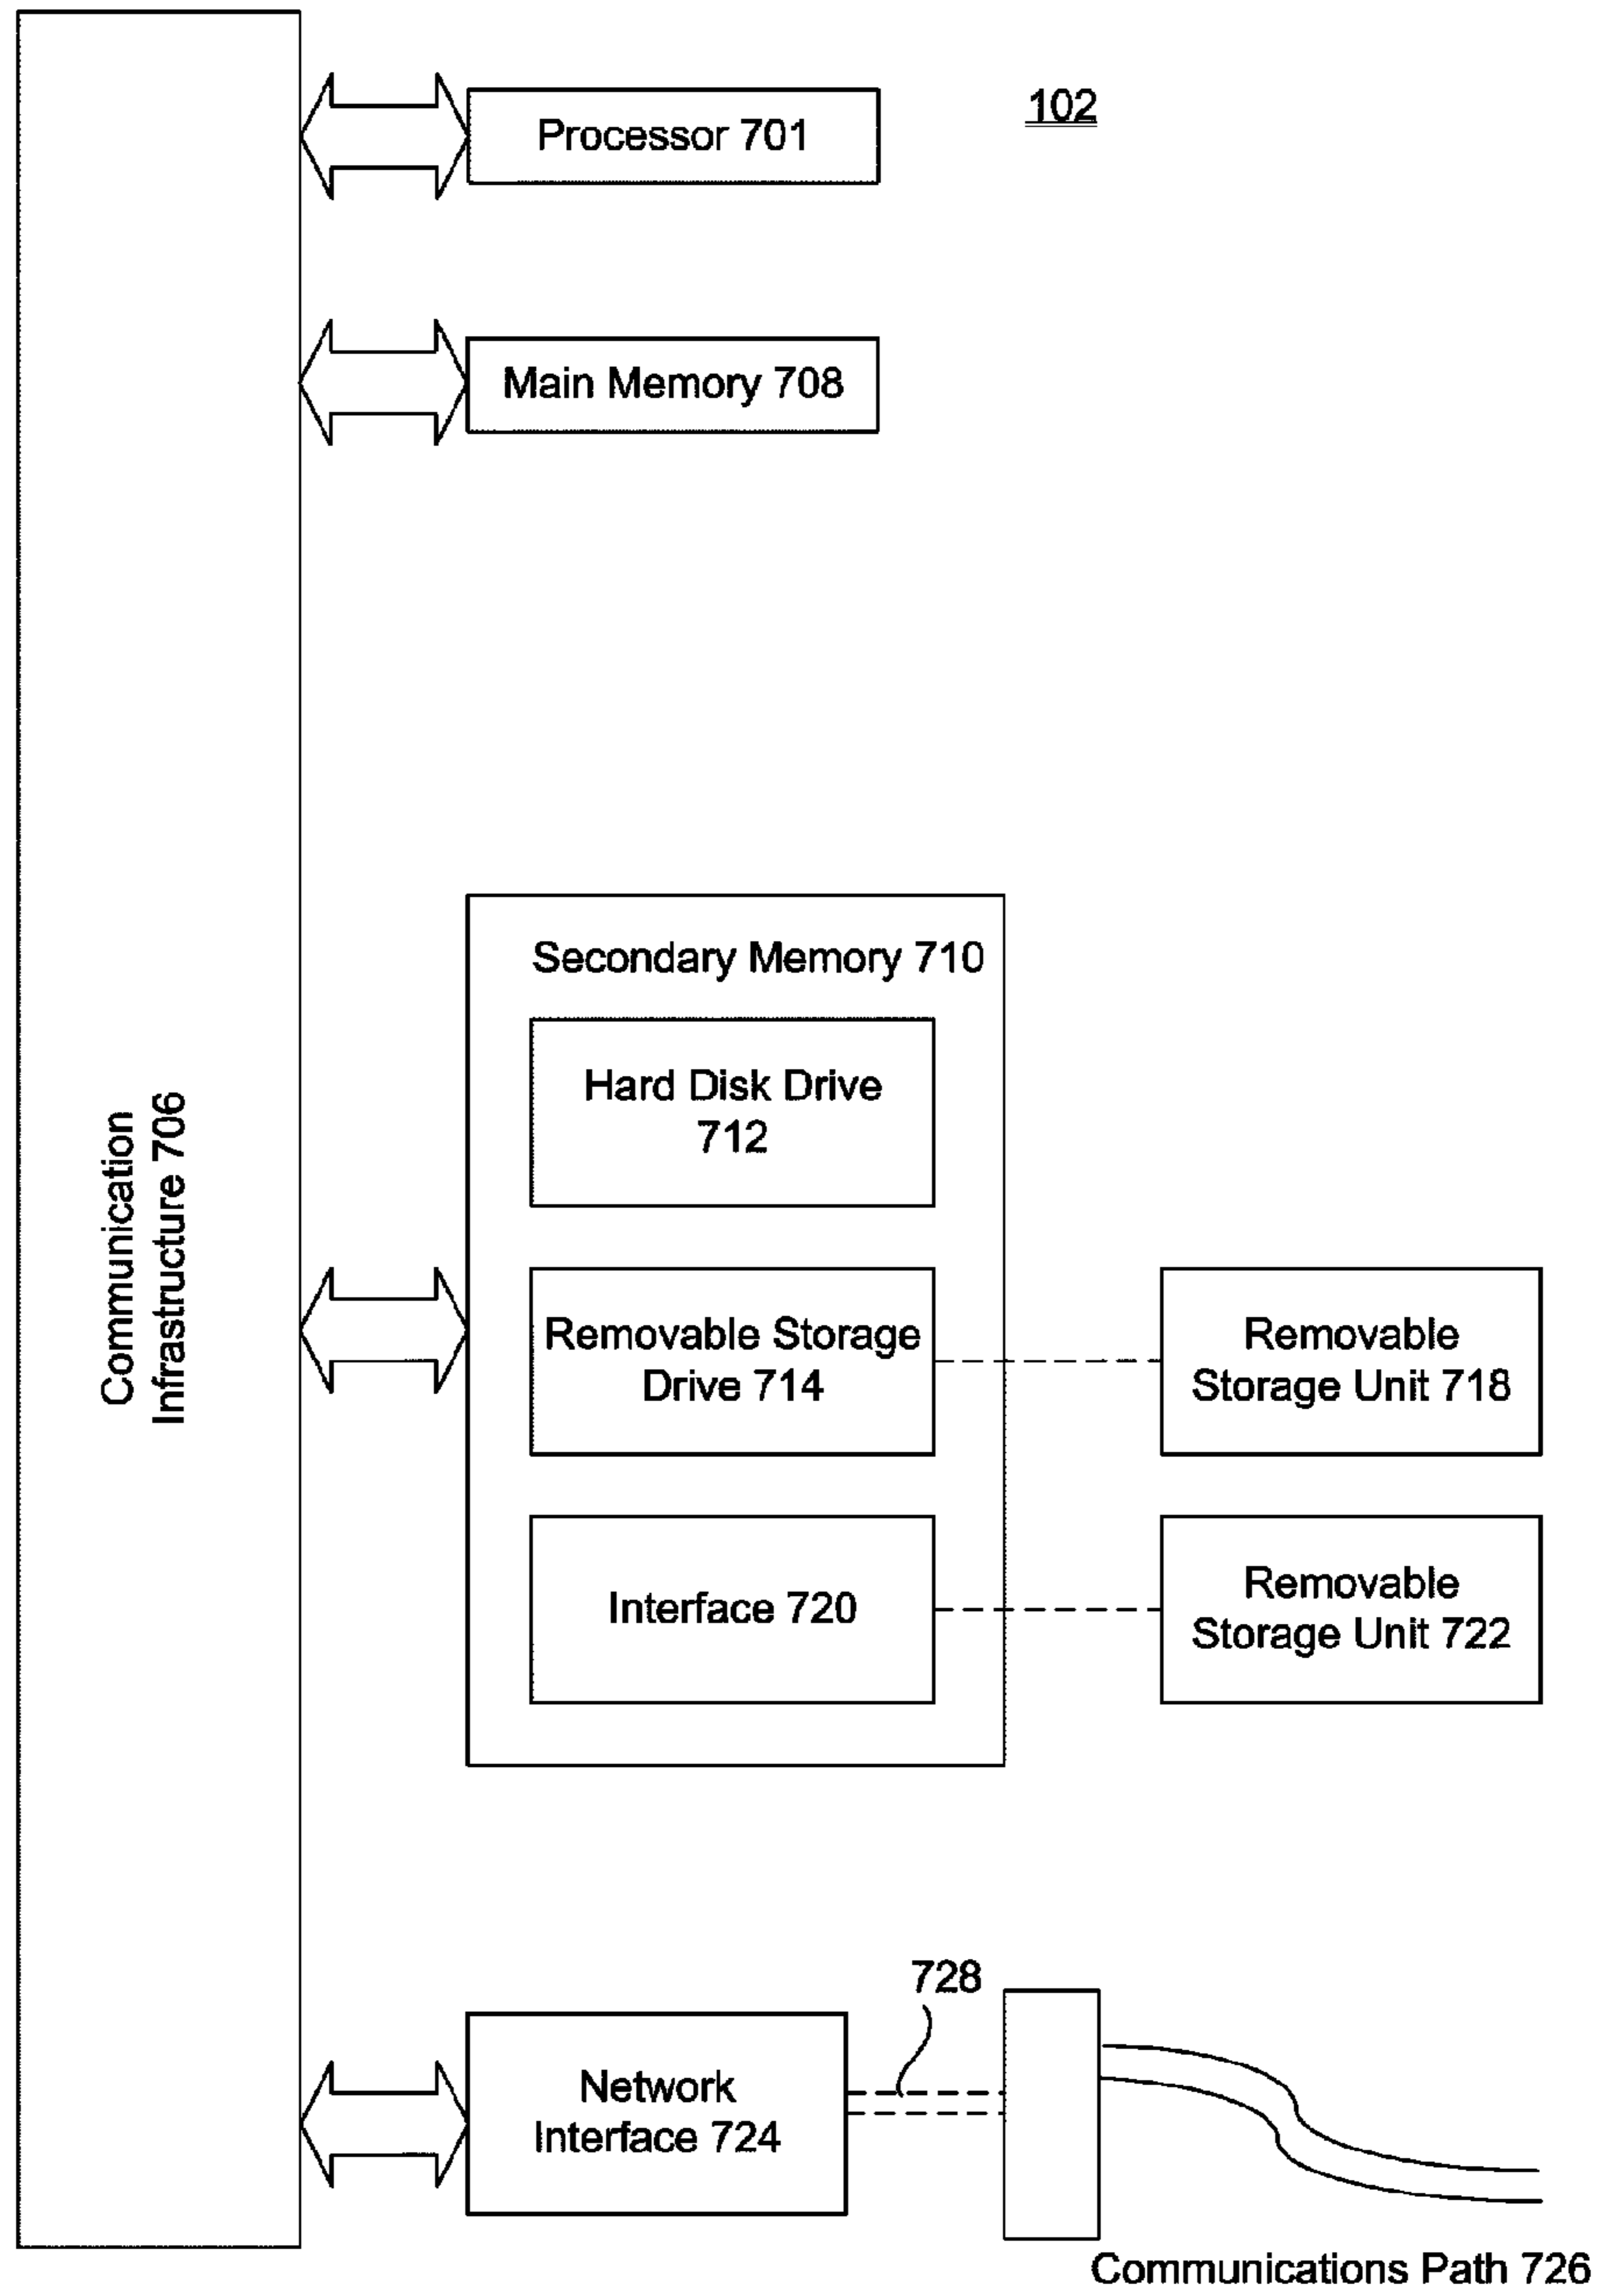 102
Processor 701
Main Memory 708
Communication
Infrastructure 706
Secondary Memory 710
Hard Disk Drive
712
Removable Storage
Drive 714
Removable
Storage Unit 718
Interface 720
Removable
Storage Unit 722
728
Network
Interface 724
Communications Path 726